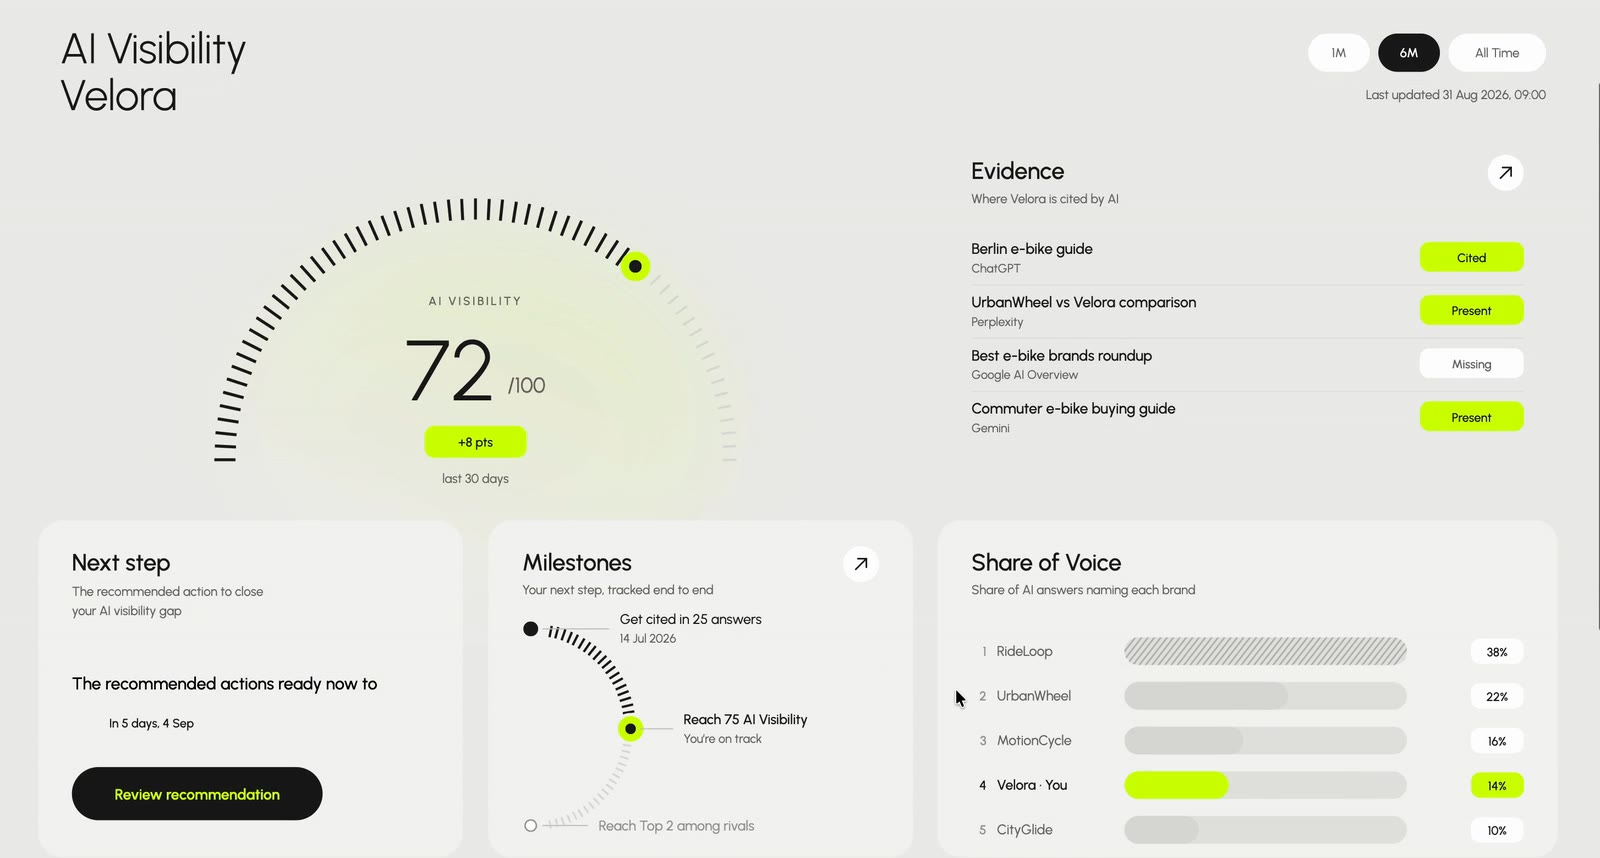 AI Visibility
Velora
1M
6M
All Time
Last updated 31 Aug 2026, 09:00
AI VISIBILITY
72 /100
+8 pts
last 30 days
Evidence
Where Velora is cited by AI
Berlin e-bike guide
ChatGPT
Cited
UrbanWheel vs Velora comparison
Perplexity
Present
Best e-bike brands roundup
Google AI Overview
Missing
Commuter e-bike buying guide
Gemini
Present
Next step
The recommended action to close
your AI visibility gap
The recommended actions ready now to
In 5 days, 4 Sep
Review recommendation
Milestones
Your next step, tracked end to end
Get cited in 25 answers
14 Jul 2026
Reach 75 AI Visibility
You're on track
Reach Top 2 among rivals
Share of Voice
Share of AI answers naming each brand
1 RideLoop 38%
2 UrbanWheel 22%
3 MotionCycle 16%
4 Velora · You 14%
5 CityGlide 10%